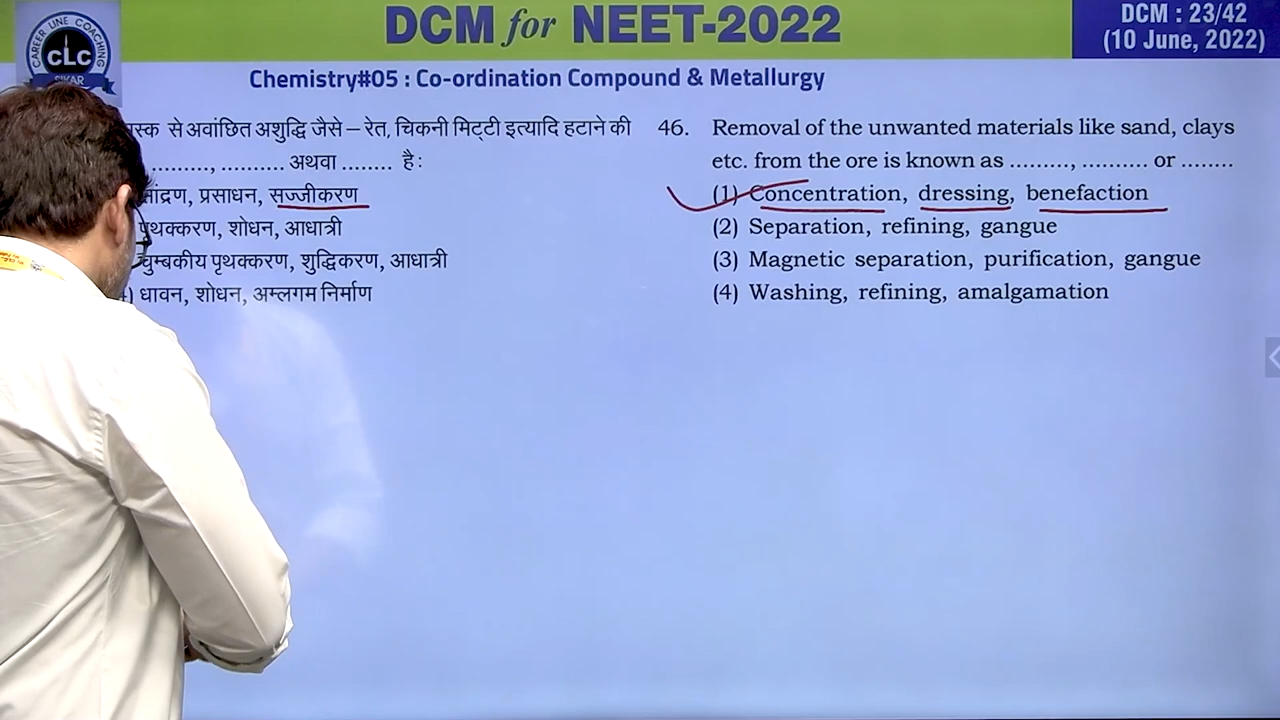 DCM for NEET-2022
DCM : 23/42
(10 June, 2022)
CAREER LINE COACHING
CLC
SIKAR
Chemistry#05 : Co-ordination Compound & Metallurgy
से अवांछित अशुद्धि जैसे – रेत, चिकनी मिट्टी इत्यादि हटाने की
.........., .......... अथवा ........ है :
प्रसाधन, सज्जीकरण
पृथक्करण, शोधन, आधात्री
चुम्बकीय पृथक्करण, शुद्धिकरण, आधात्री
) धावन, शोधन, अम्लगम निर्माण
46. Removal of the unwanted materials like sand, clays
etc. from the ore is known as ........., .......... or ........
(1) Concentration, dressing, benefaction
(2) Separation, refining, gangue
(3) Magnetic separation, purification, gangue
(4) Washing, refining, amalgamation